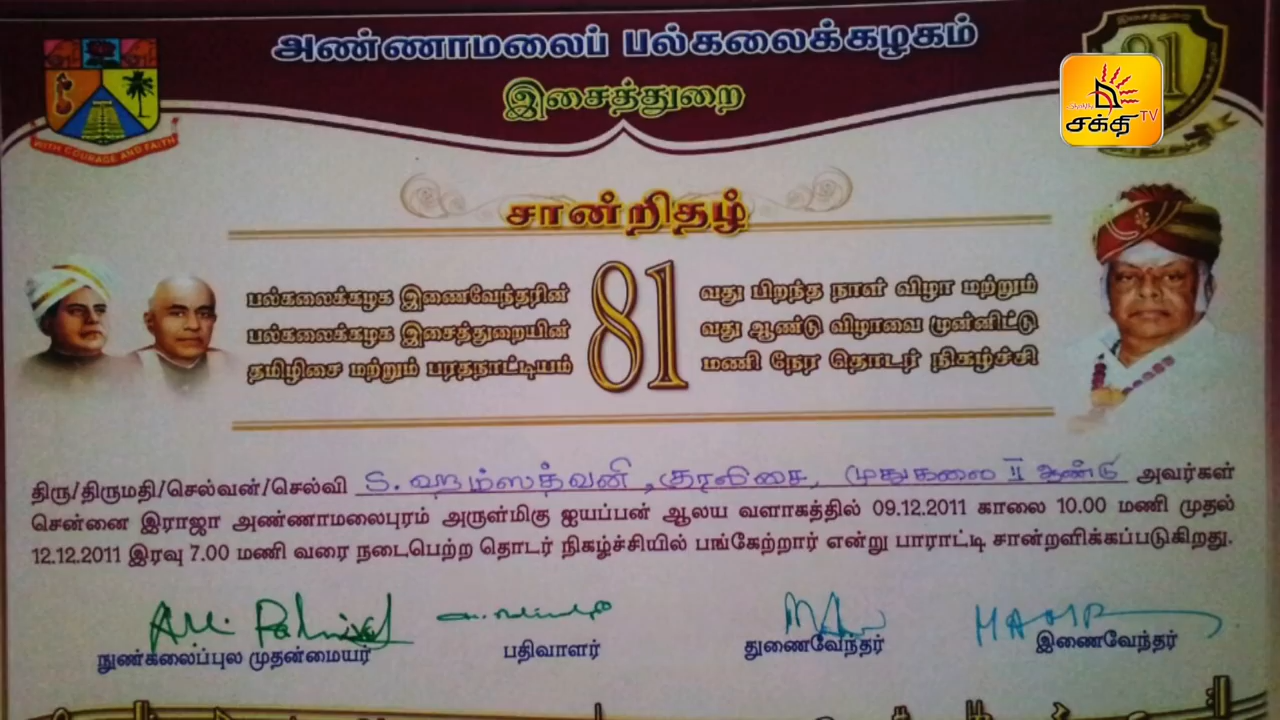 அண்ணாமலைப் பல்கலைக்கழகம்
இசைத்துறை
WITH COURAGE AND FAITH
இசைத்துறை
81
சக்தி TV
சான்றிதழ்
பல்கலைக்கழக இணைவேந்தரின் 81 வது பிறந்த நாள் விழா மற்றும்
பல்கலைக்கழக இசைத்துறையின் வது ஆண்டு விழாவை முன்னிட்டு
தமிழிசை மற்றும் பரதநாட்டியம் மணி நேர தொடர் நிகழ்ச்சி
திரு/திருமதி/செல்வன்/செல்வி S. ஹம்ஸத்வனி, குரலிசை, முதுகலை II ஆண்டு அவர்கள்
சென்னை இராஜா அண்ணாமலைபுரம் அருள்மிகு ஐயப்பன் ஆலய வளாகத்தில் 09.12.2011 காலை 10.00 மணி முதல்
12.12.2011 இரவு 7.00 மணி வரை நடைபெற்ற தொடர் நிகழ்ச்சியில் பங்கேற்றார் என்று பாராட்டி சான்றளிக்கப்படுகிறது.
நுண்கலைப்புல முதன்மையர் பதிவாளர் துணைவேந்தர் இணைவேந்தர்